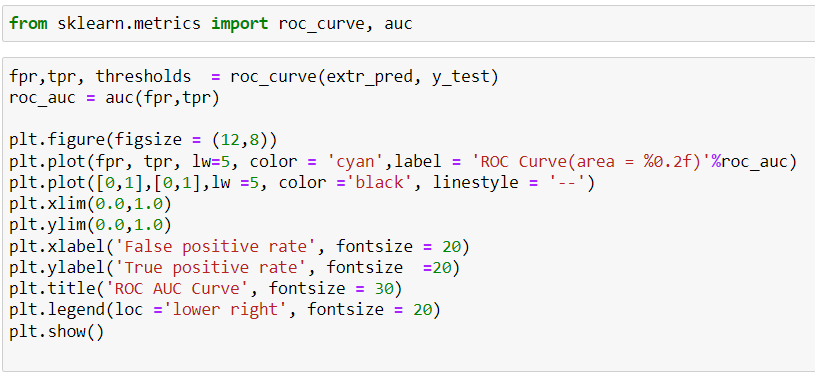 from sklearn.metrics import roc_curve, auc
fpr,tpr, thresholds  = roc_curve(extr_pred, y_test)
roc_auc = auc(fpr,tpr)
plt.figure(figsize = (12,8))
plt.plot(fpr, tpr, lw=5, color = 'cyan',label = 'ROC Curve(area = %0.2f)'%roc_auc)
plt.plot([0,1],[0,1],lw =5, color ='black', linestyle = '--')
plt.xlim(0.0,1.0)
plt.ylim(0.0,1.0)
plt.xlabel('False positive rate', fontsize = 20)
plt.ylabel('True positive rate', fontsize  =20)
plt.title('ROC AUC Curve', fontsize = 30)
plt.legend(loc ='lower right', fontsize = 20)
plt.show()